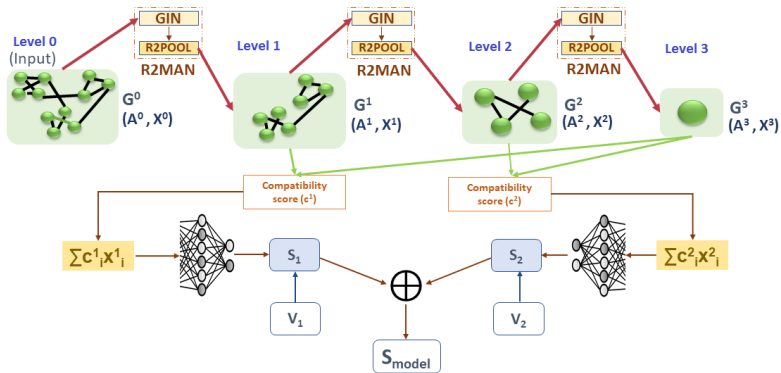 Level 0
(Input)
GIN
R2POOL
R2MAN
Level 1
GIN
R2POOL
R2MAN
Level 2
GIN
R2POOL
R2MAN
Level 3
G⁰
(A⁰, X⁰)
G¹
(A¹, X¹)
G²
(A², X²)
G³
(A³, X³)
Compatibility
score (c¹)
Compatibility
score (c²)
∑c¹ᵢx¹ᵢ
S₁
S₂
∑c²ᵢx²ᵢ
V₁
V₂
Smodel